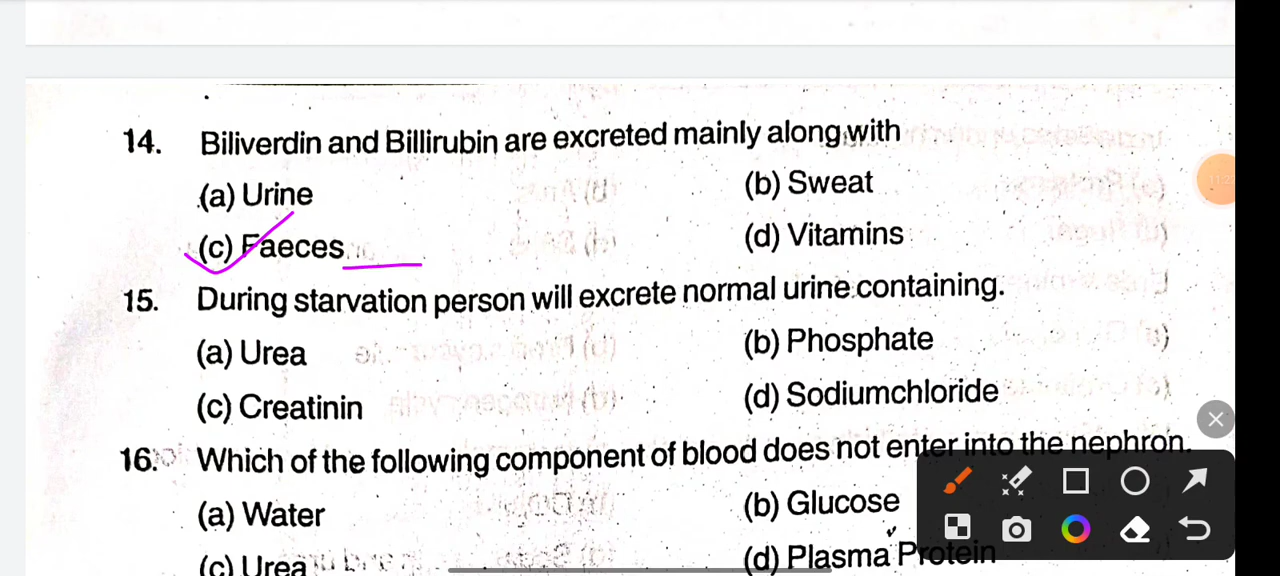 14. Biliverdin and Billirubin are excreted mainly along with
(a) Urine (b) Sweat
(c) Faeces (d) Vitamins
15. During starvation person will excrete normal urine containing.
(a) Urea (b) Phosphate
(c) Creatinin (d) Sodiumchloride
16. Which of the following component of blood does not enter into the nephron.
(a) Water (b) Glucose
(c) Urea (d) Plasma Protein